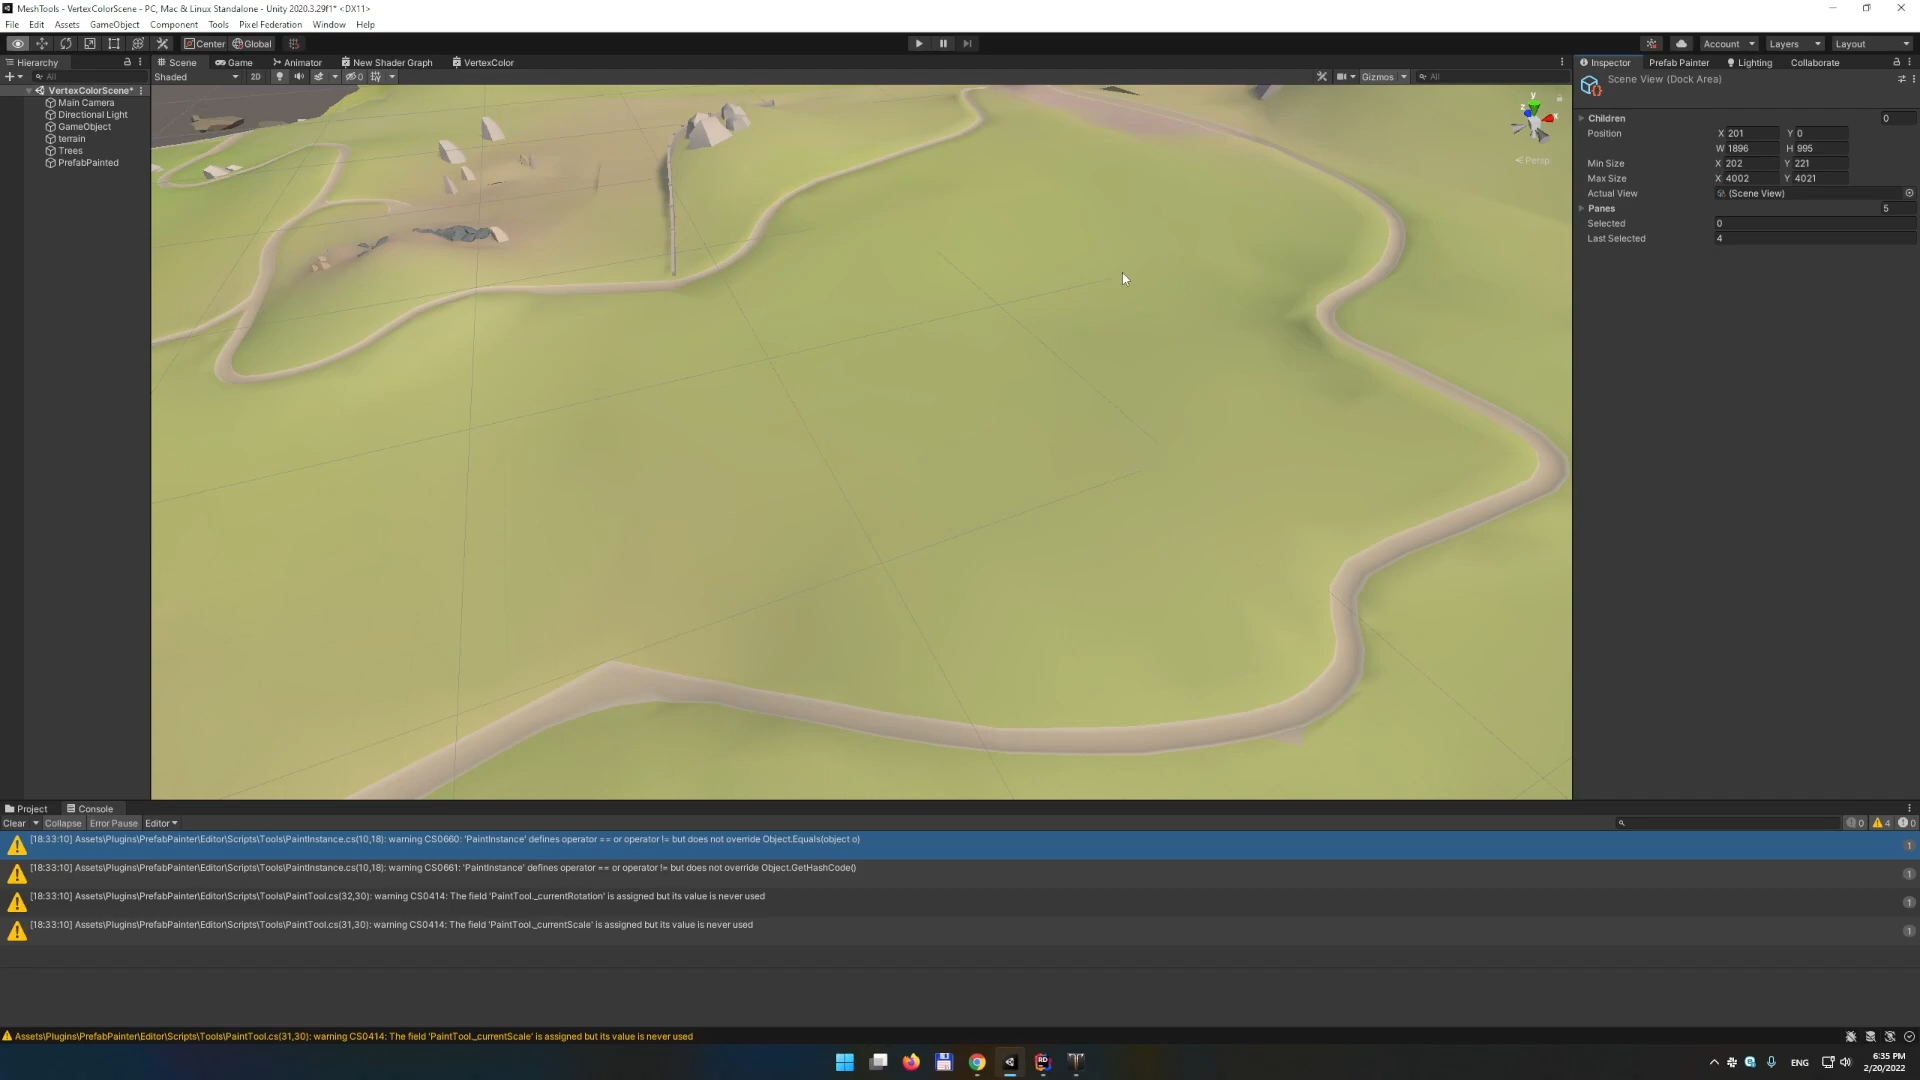 MeshTools - VertexColorScene - PC, Mac & Linux Standalone - Unity 2020.3.29f1* <DX11>
File Edit Assets GameObject Component Tools Pixel Federation Window Help
Center Global Account Layers Layout
Hierarchy Scene Game Animator New Shader Graph VertexColor Inspector Prefab Painter Lighting Collaborate
All Shaded 2D 0 Gizmos All Scene View (Dock Area)
VertexColorScene*
Main Camera
Directional Light
GameObject
terrain
Trees
PrefabPainted
y
z x
Persp
Children 0
Position X 201 Y 0
W 1896 H 995
Min Size X 202 Y 221
Max Size X 4002 Y 4021
Actual View (Scene View)
Panes 5
Selected 0
Last Selected 4
Project Console
Clear Collapse Error Pause Editor 0 4 0
[18:33:10] Assets\Plugins\PrefabPainter\Editor\Scripts\Tools\PaintInstance.cs(10,18): warning CS0660: 'PaintInstance' defines operator == or operator != but does not override Object.Equals(object o) 1
[18:33:10] Assets\Plugins\PrefabPainter\Editor\Scripts\Tools\PaintInstance.cs(10,18): warning CS0661: 'PaintInstance' defines operator == or operator != but does not override Object.GetHashCode() 1
[18:33:10] Assets\Plugins\PrefabPainter\Editor\Scripts\Tools\PaintTool.cs(32,30): warning CS0414: The field 'PaintTool._currentRotation' is assigned but its value is never used 1
[18:33:10] Assets\Plugins\PrefabPainter\Editor\Scripts\Tools\PaintTool.cs(31,30): warning CS0414: The field 'PaintTool._currentScale' is assigned but its value is never used 1
Assets\Plugins\PrefabPainter\Editor\Scripts\Tools\PaintTool.cs(31,30): warning CS0414: The field 'PaintTool._currentScale' is assigned but its value is never used
RD ENG 6:35 PM
2/20/2022